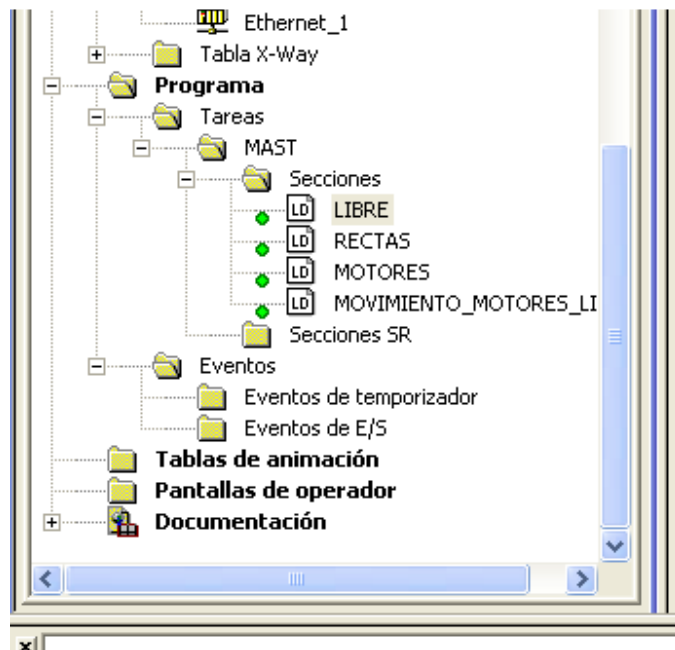 Ethernet_1
Tabla X-Way
Programa
Tareas
MAST
Secciones
LD LIBRE
LD RECTAS
LD MOTORES
LD MOVIMIENTO_MOTORES_LI
Secciones SR
Eventos
Eventos de temporizador
Eventos de E/S
Tablas de animación
Pantallas de operador
Documentación